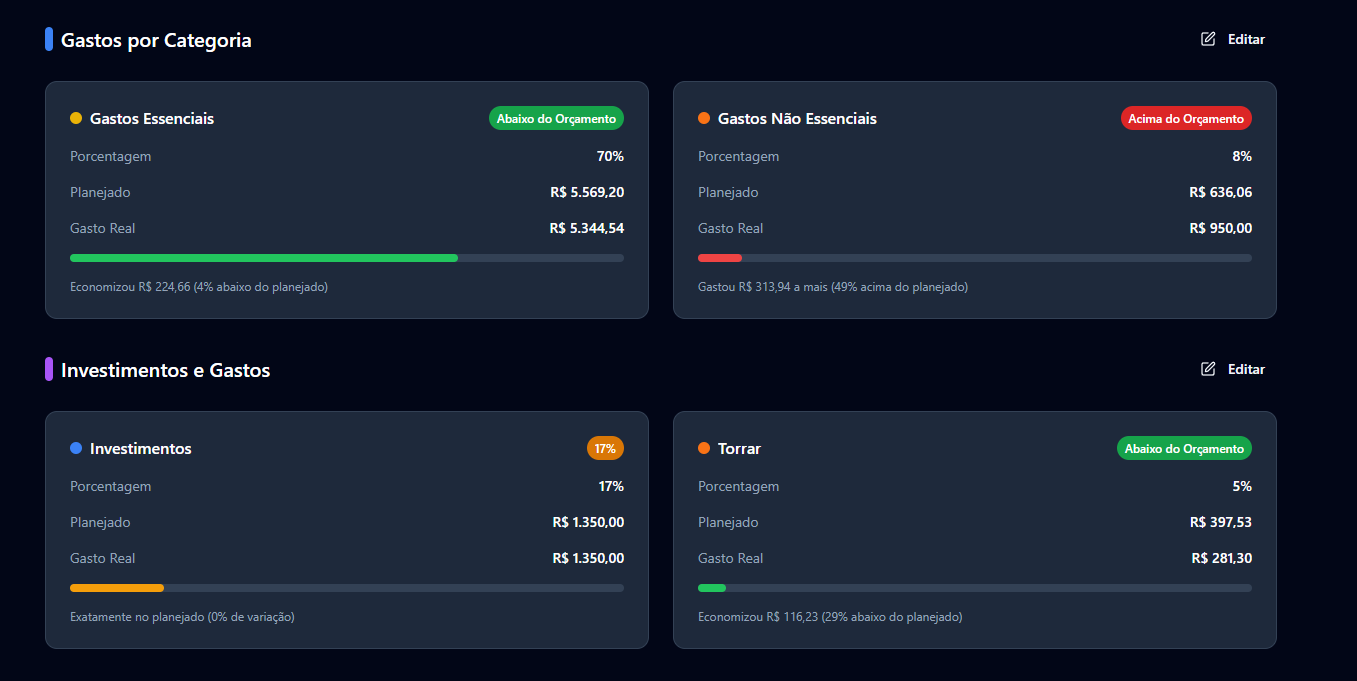 Gastos por Categoria
Editar
Gastos Essenciais
Abaixo do Orçamento
Porcentagem
70%
Planejado
R$ 5.569,20
Gasto Real
R$ 5.344,54
Economizou R$ 224,66 (4% abaixo do planejado)
Gastos Não Essenciais
Acima do Orçamento
Porcentagem
8%
Planejado
R$ 636,06
Gasto Real
R$ 950,00
Gastou R$ 313,94 a mais (49% acima do planejado)
Investimentos e Gastos
Editar
Investimentos
17%
Porcentagem
17%
Planejado
R$ 1.350,00
Gasto Real
R$ 1.350,00
Exatamente no planejado (0% de variação)
Torrar
Abaixo do Orçamento
Porcentagem
5%
Planejado
R$ 397,53
Gasto Real
R$ 281,30
Economizou R$ 116,23 (29% abaixo do planejado)